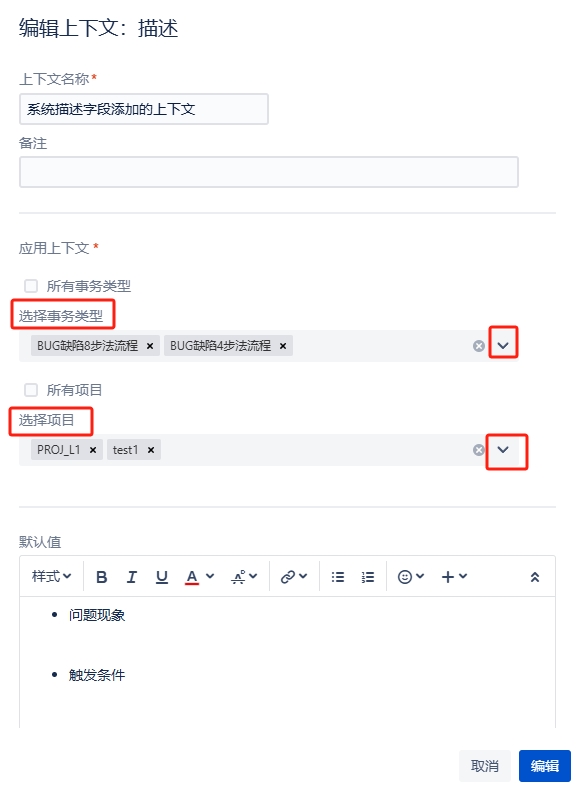 编辑上下文：描述
上下文名称*
系统描述字段添加的上下文
备注
应用上下文 *
所有事务类型
选择事务类型
BUG缺陷8步法流程 × BUG缺陷4步法流程 ×
所有项目
选择项目
PROJ_L1 × test1 ×
默认值
样式 B I U A
• 问题现象
• 触发条件
取消 编辑